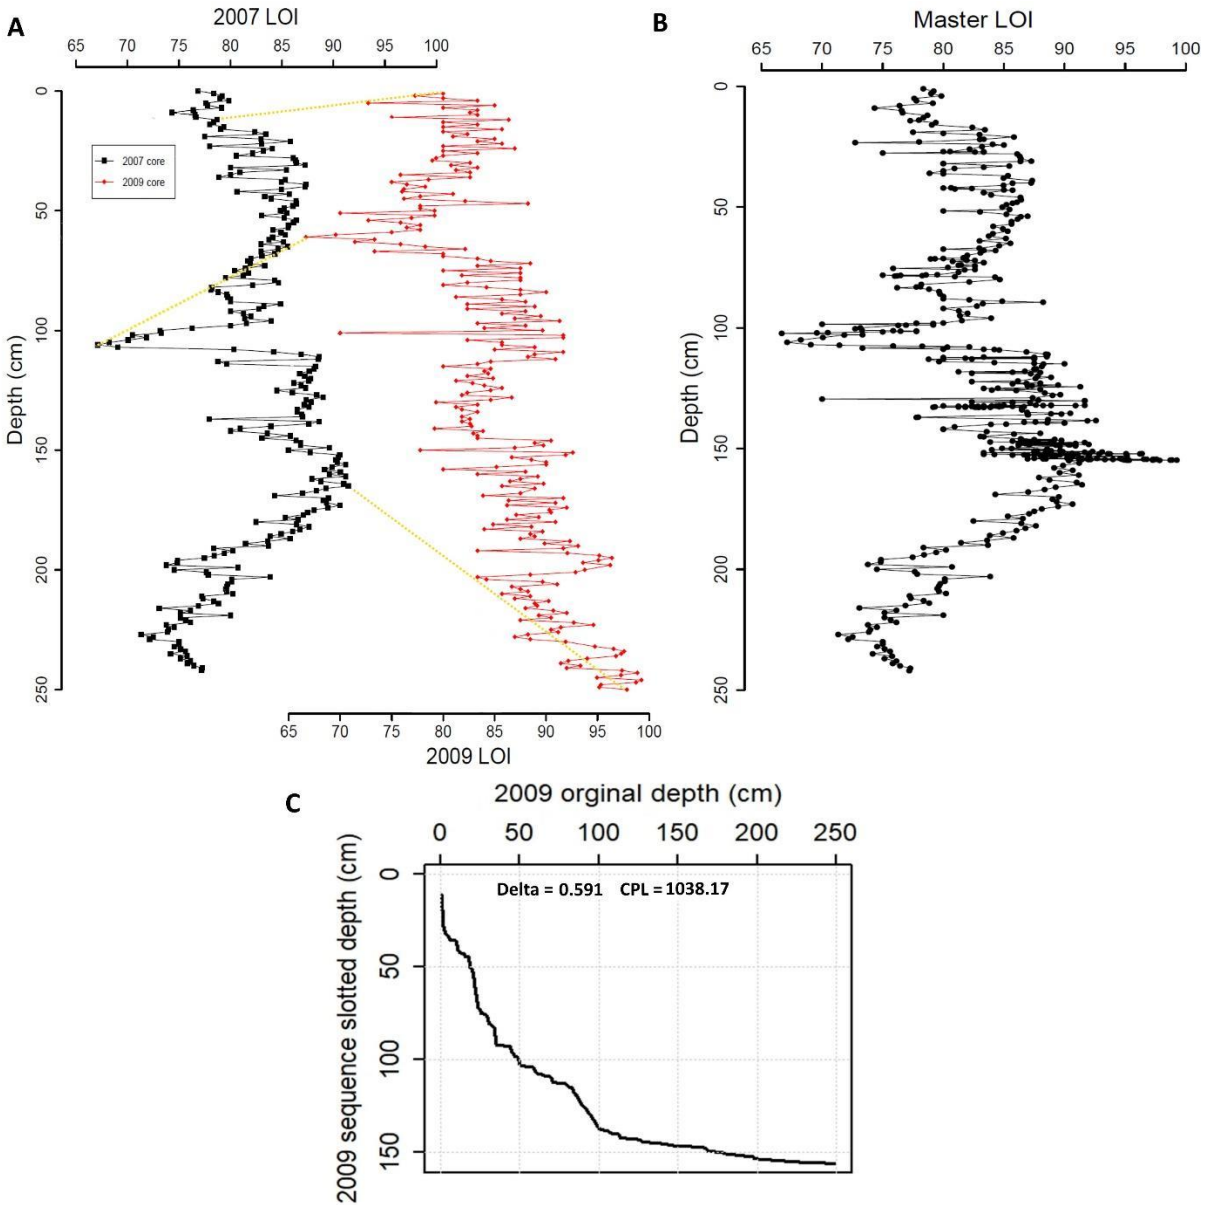 A
2007 LOI
65 70 75 80 85 90 95 100
0
50
100
150
200
250
Depth (cm)
2007 core
2009 core
65 70 75 80 85 90 95 100
2009 LOI
B
Master LOI
65 70 75 80 85 90 95 100
0
50
100
150
200
250
Depth (cm)
C
2009 orginal depth (cm)
0 50 100 150 200 250
Delta = 0.591 CPL = 1038.17
0
50
100
150
2009 sequence slotted depth (cm)